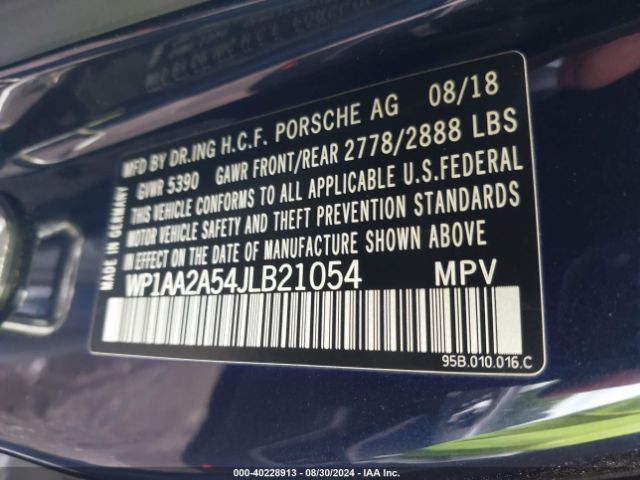 MFD BY DR.ING H.C.F. PORSCHE AG 08/18
GVWR 5390 GAWR FRONT/REAR 2778/2888 LBS
THIS VEHICLE CONFORMS TO ALL APPLICABLE U.S.FEDERAL
MOTOR VEHICLE SAFETY AND THEFT PREVENTION STANDARDS
IN EFFECT ON THE DATE OF MANUFACTURE SHOWN ABOVE
WP1AA2A54JLB21054 MPV
95B.010.016.C
MADE IN GERMANY
000-40228913 - 08/30/2024 - IAA Inc.